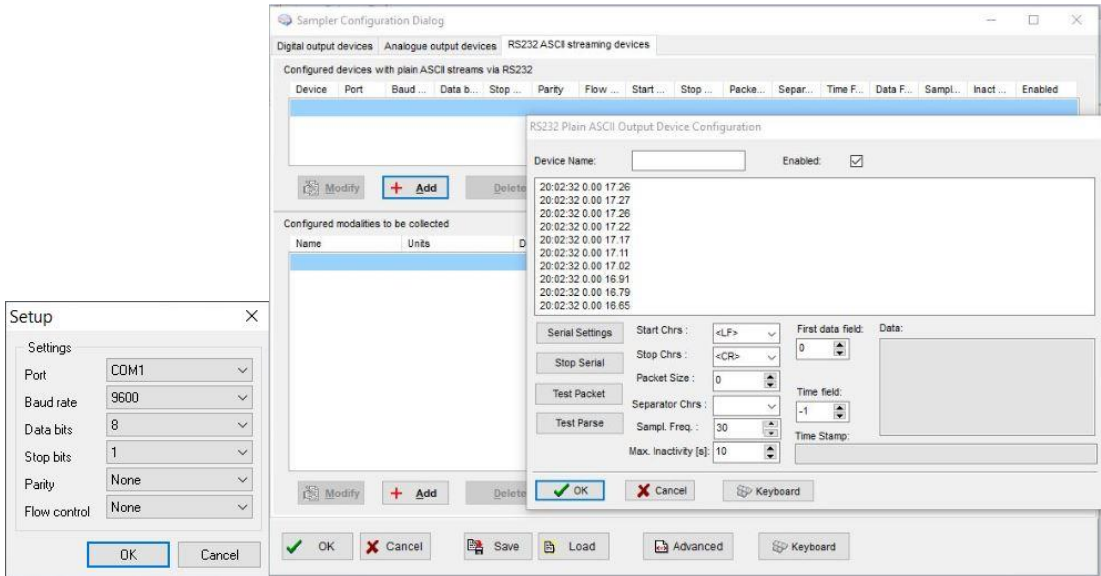 Sampler Configuration Dialog
Digital output devices Analogue output devices RS232 ASCII streaming devices
Configured devices with plain ASCII streams via RS232
Device Port Baud ... Data b... Stop ... Parity Flow ... Start ... Stop ... Packe... Separ... Time F... Data F... Sampl... Inact ... Enabled
Modify Add Delete
Configured modalities to be collected
Name Units D
Modify Add Delete
OK Cancel Save Load Advanced Keyboard
RS232 Plain ASCII Output Device Configuration
Device Name: Enabled:
20:02:32 0.00 17.26
20:02:32 0.00 17.27
20:02:32 0.00 17.26
20:02:32 0.00 17.22
20:02:32 0.00 17.17
20:02:32 0.00 17.11
20:02:32 0.00 17.02
20:02:32 0.00 16.91
20:02:32 0.00 16.79
20:02:32 0.00 16.65
Serial Settings Start Chrs : <LF> First data field: Data:
Stop Serial Stop Chrs : <CR> 0
Test Packet Packet Size : 0 Time field:
Separator Chrs : -1
Test Parse Sampl. Freq. : 30 Time Stamp:
Max. Inactivity [s]: 10
OK Cancel Keyboard
Setup
Settings
Port COM1
Baud rate 9600
Data bits 8
Stop bits 1
Parity None
Flow control None
OK Cancel